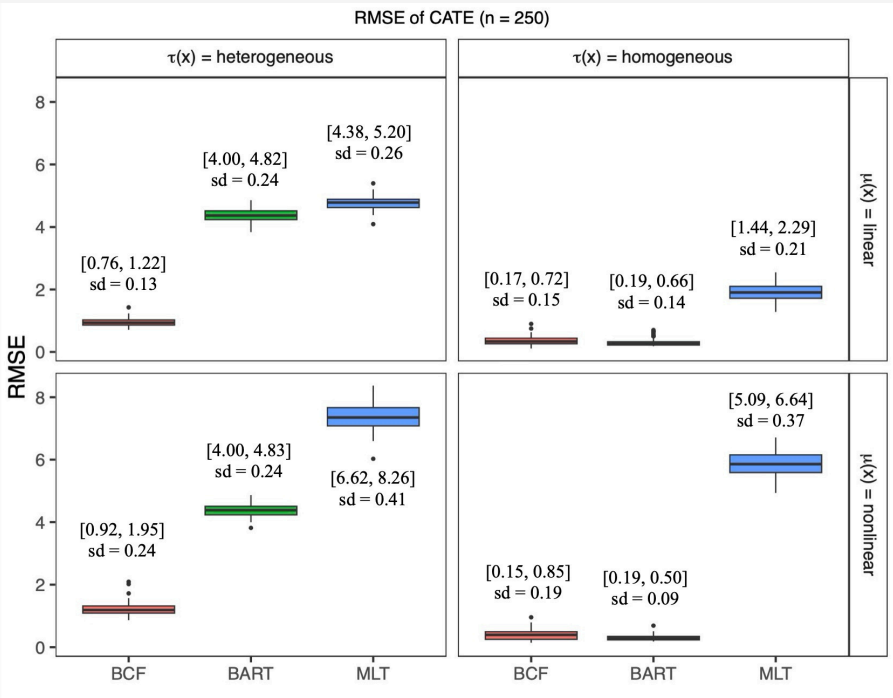 RMSE of CATE (n = 250)
τ(x) = heterogeneous
τ(x) = homogeneous
RMSE
8
6
4
2
0
[0.76, 1.22]
sd = 0.13
[4.00, 4.82]
sd = 0.24
[4.38, 5.20]
sd = 0.26
[0.17, 0.72]
sd = 0.15
[0.19, 0.66]
sd = 0.14
[1.44, 2.29]
sd = 0.21
μ(x) = linear
8
6
4
2
0
[0.92, 1.95]
sd = 0.24
[4.00, 4.83]
sd = 0.24
[6.62, 8.26]
sd = 0.41
[0.15, 0.85]
sd = 0.19
[0.19, 0.50]
sd = 0.09
[5.09, 6.64]
sd = 0.37
μ(x) = nonlinear
BCF
BART
MLT
BCF
BART
MLT